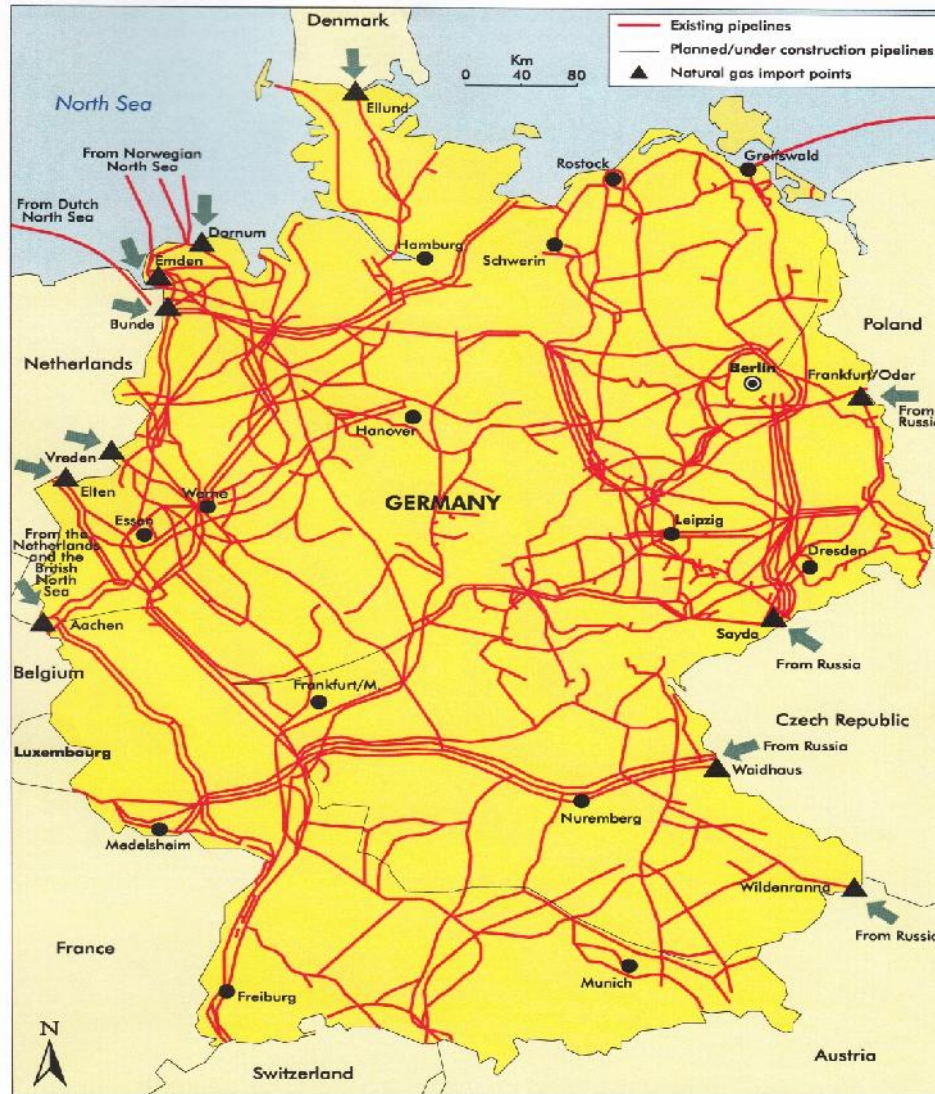 Denmark
Existing pipelines
Planned/under construction pipelines
Natural gas import points
Km
0 40 80
North Sea
Ellund
From Norwegian
North Sea
From Dutch
North Sea
Dornum
Emden
Bunde
Hamburg
Schwerin
Rostock
Greifswald
Poland
Netherlands
Berlin
Frankfurt/Oder
From
Russia
Hanover
Vreden
Elten
Werne
Essen
GERMANY
Leipzig
Dresden
From the
Netherlands
and the
British
North
Sea
Aachen
Sayda
From Russia
Belgium
Frankfurt/M.
Czech Republic
From Russia
Waidhaus
Luxembourg
Nuremberg
Medelsheim
Wildenranna
From Russia
France
Munich
Freiburg
N
Switzerland
Austria